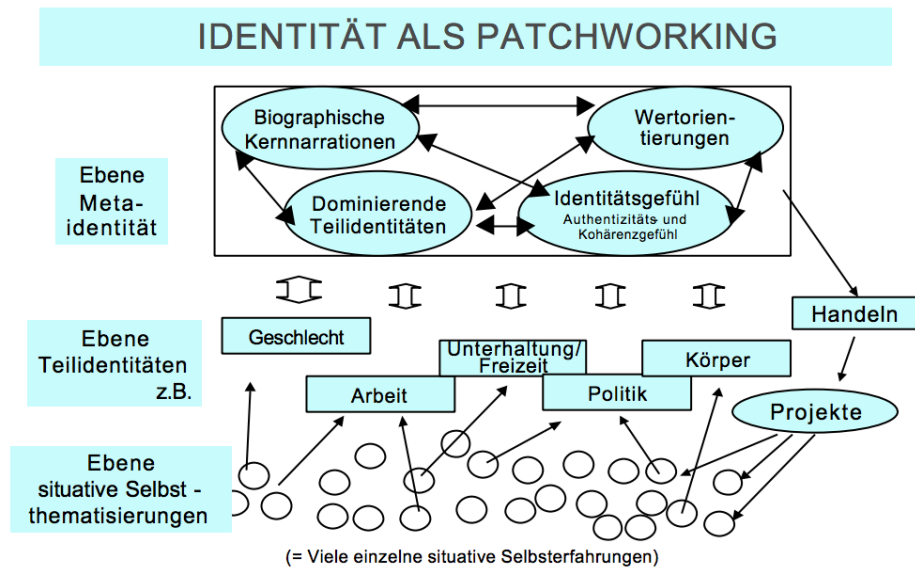 IDENTITÄT ALS PATCHWORKING
Biographische
Kernnarrationen
Wertorien-
tierungen
Ebene
Meta-
identität
Dominierende
Teilidentitäten
Identitätsgefühl
Authentizitäts- und
Kohärenzgefühl
Ebene
Teilidentitäten
z.B.
Geschlecht
Arbeit
Unterhaltung/
Freizeit
Politik
Körper
Handeln
Projekte
Ebene
situative Selbst -
thematisierungen
(= Viele einzelne situative Selbsterfahrungen)